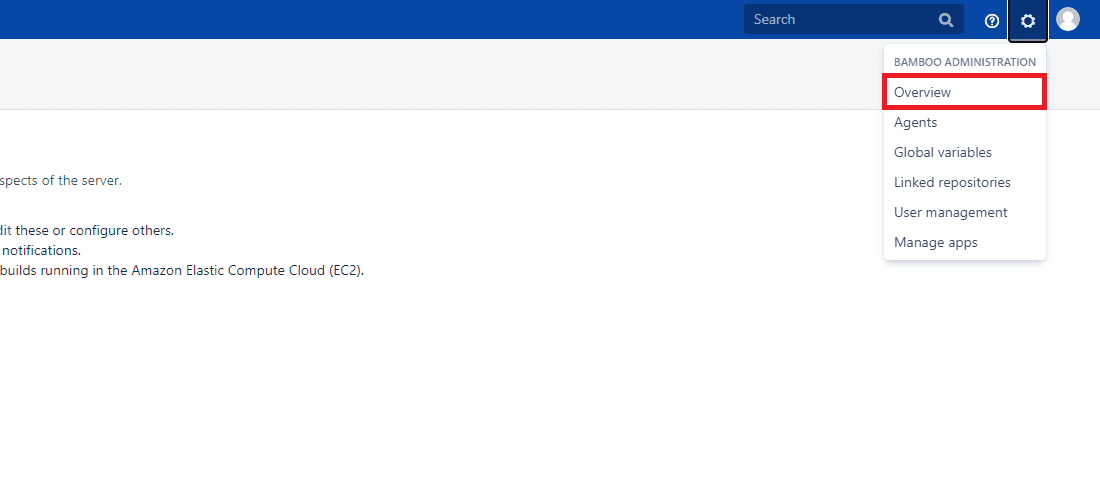 Search
BAMBOO ADMINISTRATION
Overview
Agents
Global variables
Linked repositories
User management
Manage apps
spects of the server.
dit these or configure others.
notifications.
builds running in the Amazon Elastic Compute Cloud (EC2).